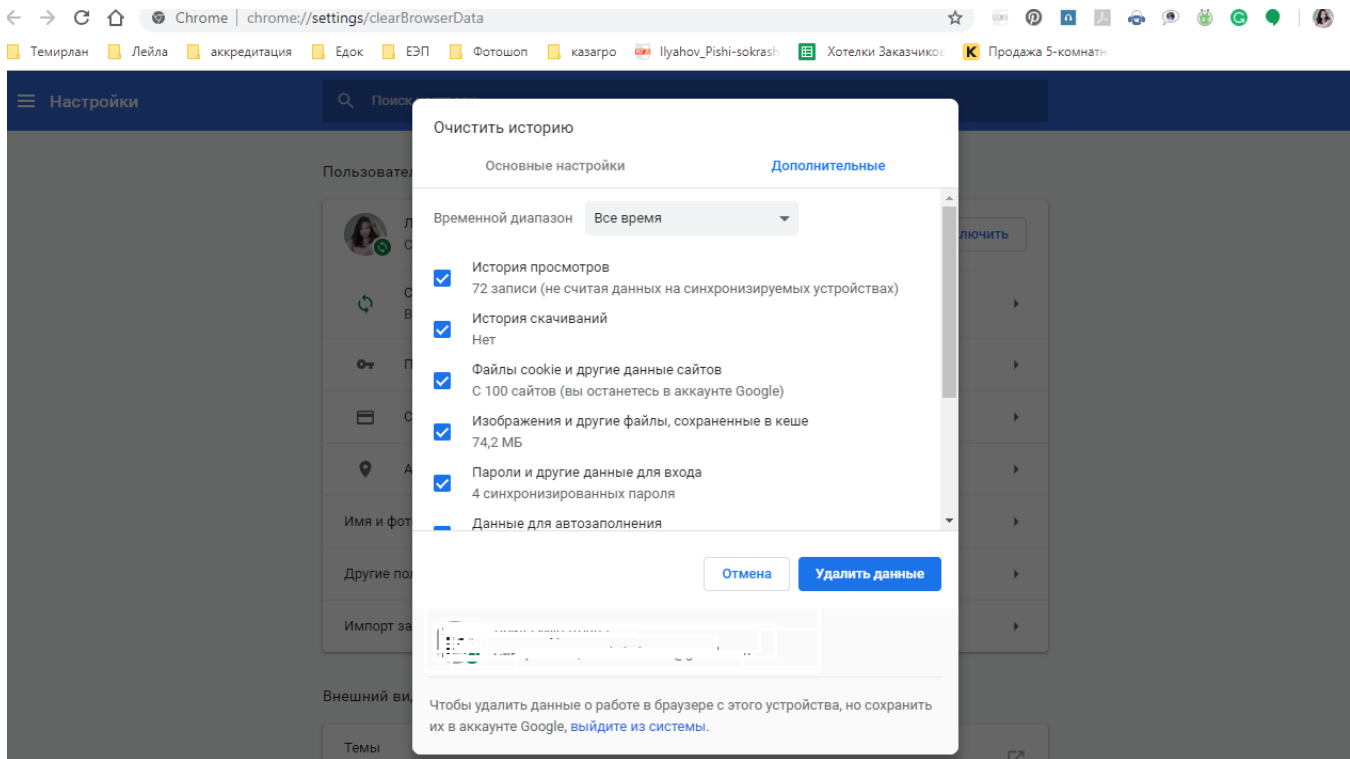 Chrome chrome://settings/clearBrowserData
Темирлан Лейла аккредитация Едок ЕЭП Фотошоп казагро Ilyahov_Pishi-sokrash Хотелки Заказчиков Продажа 5-комнатн
Настройки
Поиск
Очистить историю
Основные настройки Дополнительные
Пользовател
Временной диапазон Все время
лючить
История просмотров
72 записи (не считая данных на синхронизируемых устройствах)
История скачиваний
Нет
Файлы cookie и другие данные сайтов
С 100 сайтов (вы останетесь в аккаунте Google)
Изображения и другие файлы, сохраненные в кеше
74,2 МБ
Пароли и другие данные для входа
4 синхронизированных пароля
Данные для автозаполнения
Имя и фот
Отмена Удалить данные
Другие пол
Импорт за
Внешний ви
Чтобы удалить данные о работе в браузере с этого устройства, но сохранить
их в аккаунте Google, выйдите из системы.
Темы